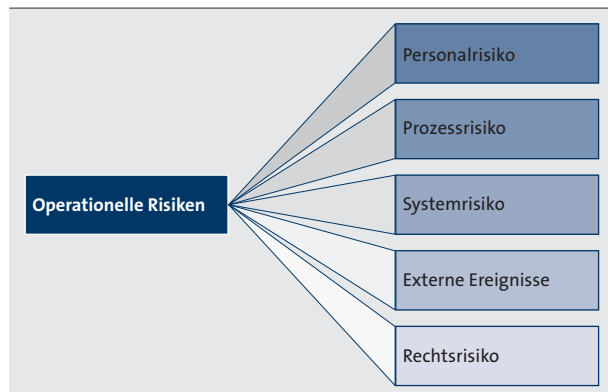 Operationelle Risiken
Personalrisiko
Prozessrisiko
Systemrisiko
Externe Ereignisse
Rechtsrisiko